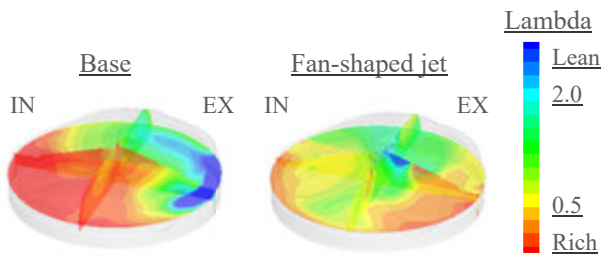 Lambda
Base
Fan-shaped jet
Lean
IN
EX
IN
EX
2.0
0.5
Rich